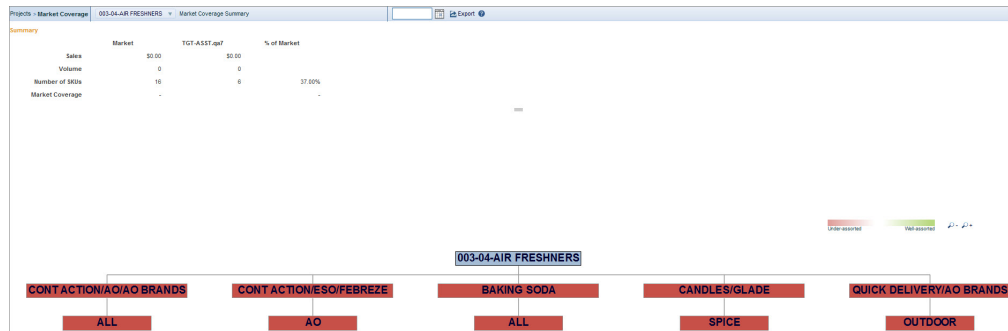 Projects > Market Coverage 003-04-AIR FRESHNERS Market Coverage Summary Export ?
Summary
Market TGT-ASST.qa7 % of Market
Sales $0.00 $0.00
Volume 0 0
Number of SKUs 16 6 37.00%
Market Coverage - -
Under-assorted Well-assorted - +
003-04-AIR FRESHNERS
CONT ACTION/AO/AO BRANDS CONT ACTION/ESO/FEBREZE BAKING SODA CANDLES/GLADE QUICK DELIVERY/AO BRANDS
ALL AO ALL SPICE OUTDOOR